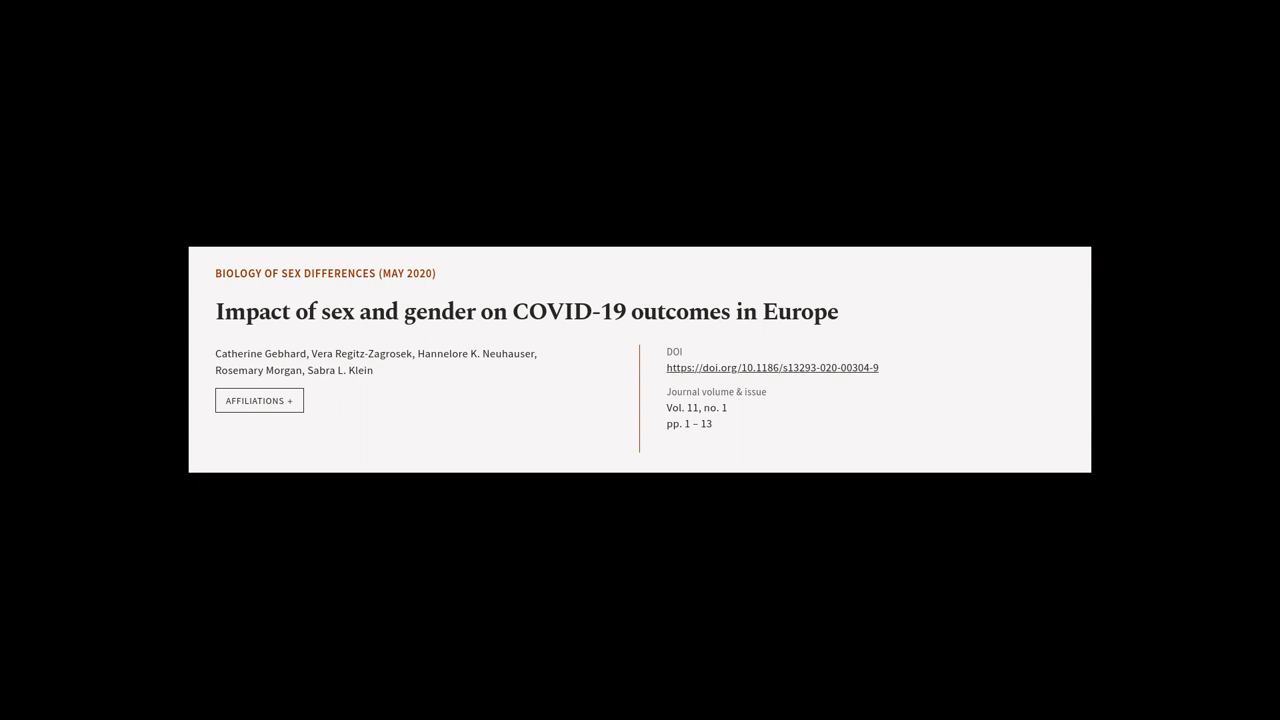 BIOLOGY OF SEX DIFFERENCES (MAY 2020)
Impact of sex and gender on COVID-19 outcomes in Europe
Catherine Gebhard, Vera Regitz-Zagrosek, Hannelore K. Neuhauser,
Rosemary Morgan, Sabra L. Klein
AFFILIATIONS +
DOI
https://doi.org/10.1186/s13293-020-00304-9
Journal volume & issue
Vol. 11, no. 1
pp. 1 – 13